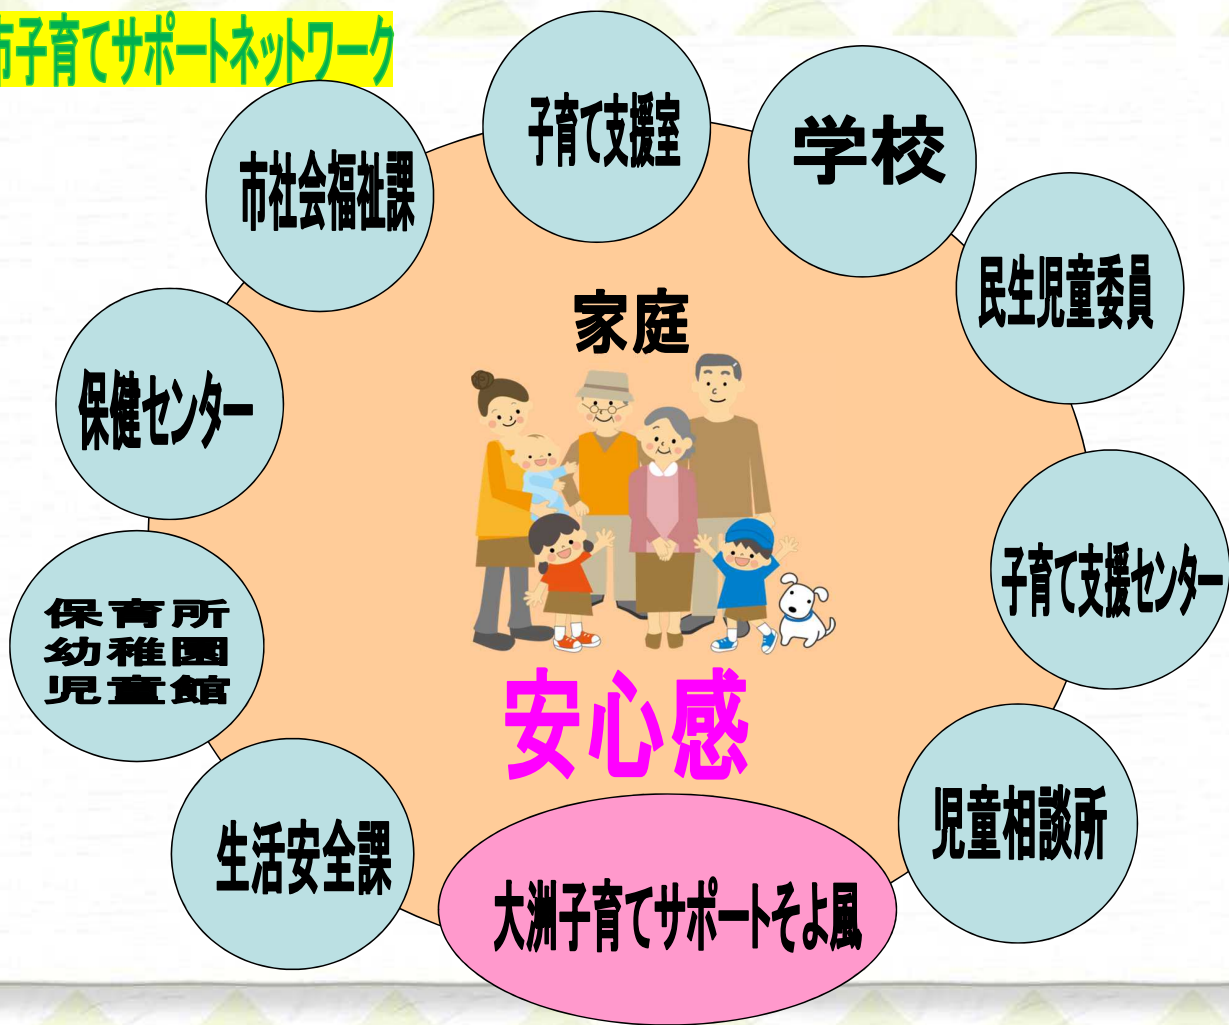 市子育てサポートネットワーク
子育て支援室
学校
市社会福祉課
民生児童委員
家庭
保健センター
子育て支援センター
保育所
幼稚園
児童館
安心感
児童相談所
生活安全課
大洲子育てサポートそよ風